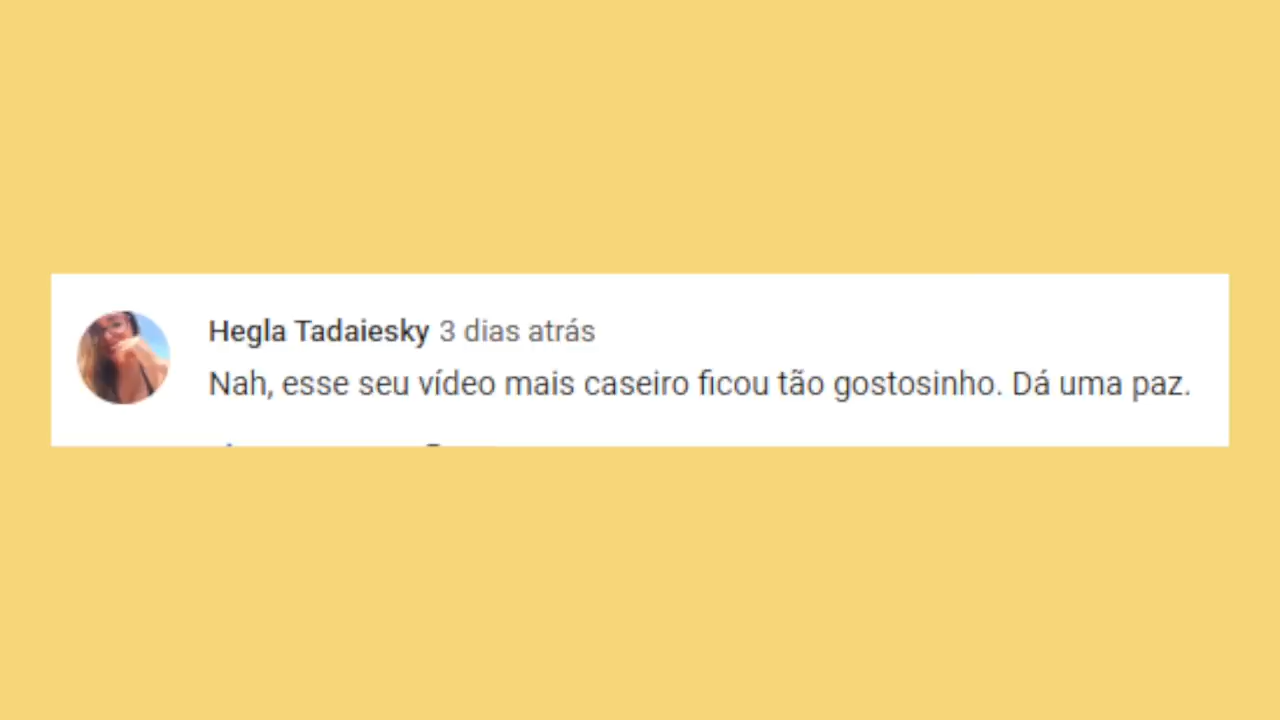 Hegla Tadaiesky 3 dias atrás
Nah, esse seu vídeo mais caseiro ficou tão gostosinho. Dá uma paz.